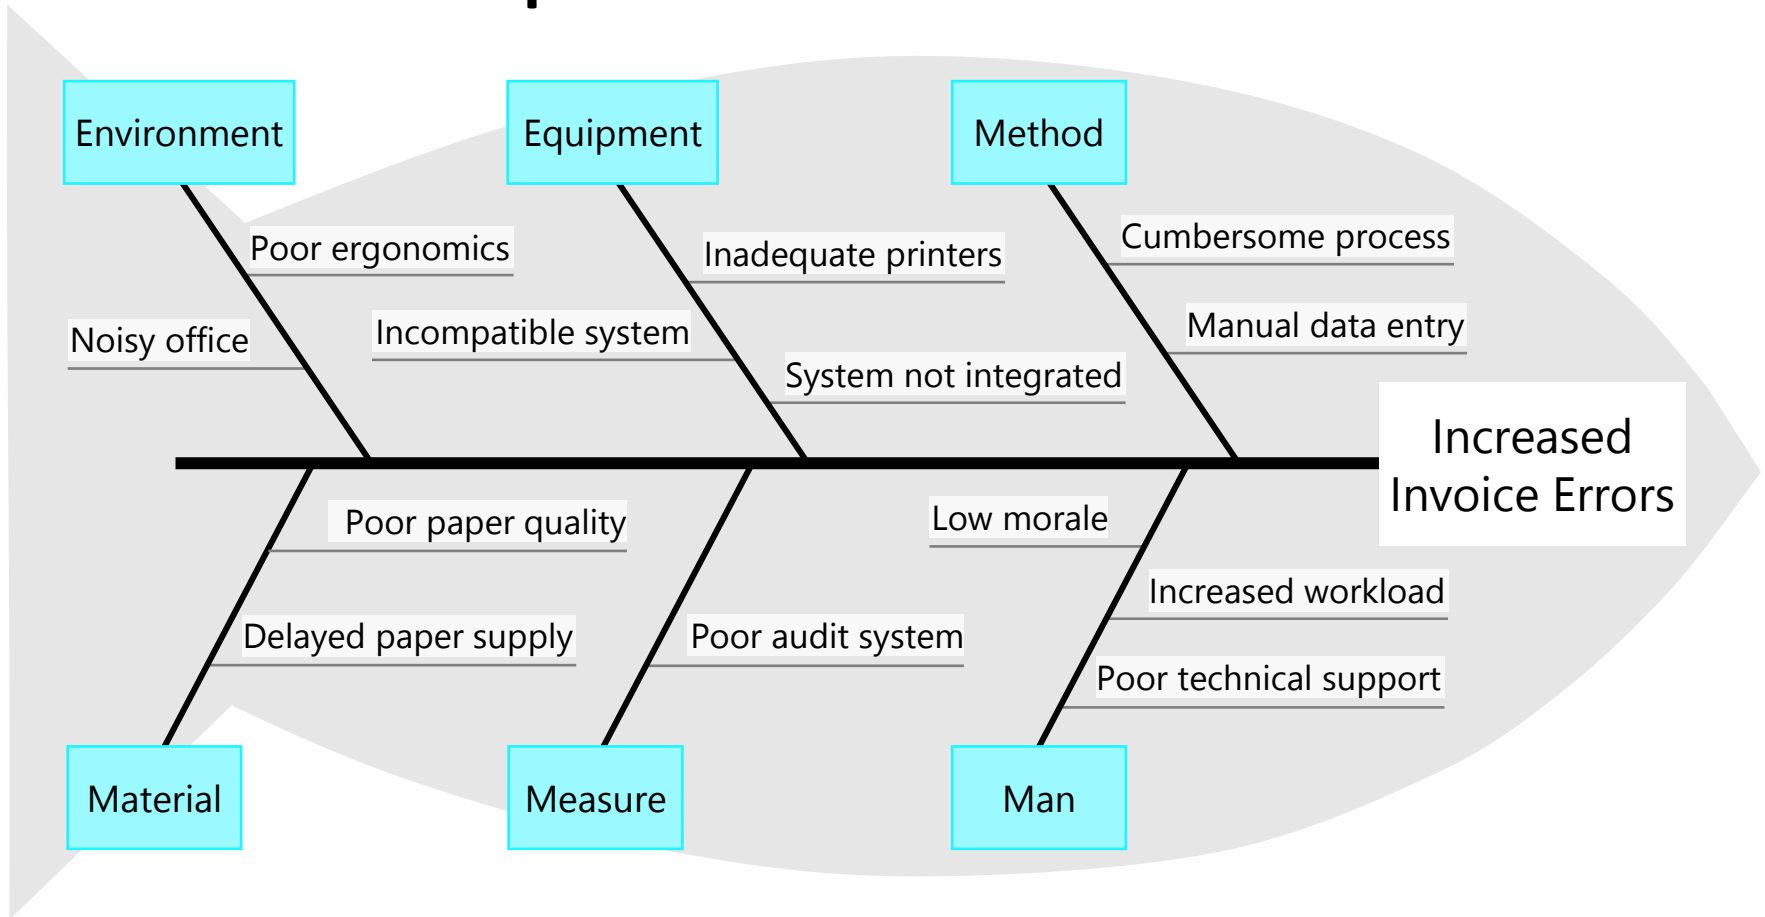 Environment
Equipment
Method
Poor ergonomics
Inadequate printers
Cumbersome process
Noisy office
Incompatible system
Manual data entry
System not integrated
Increased
Invoice Errors
Poor paper quality
Low morale
Increased workload
Delayed paper supply
Poor audit system
Poor technical support
Material
Measure
Man